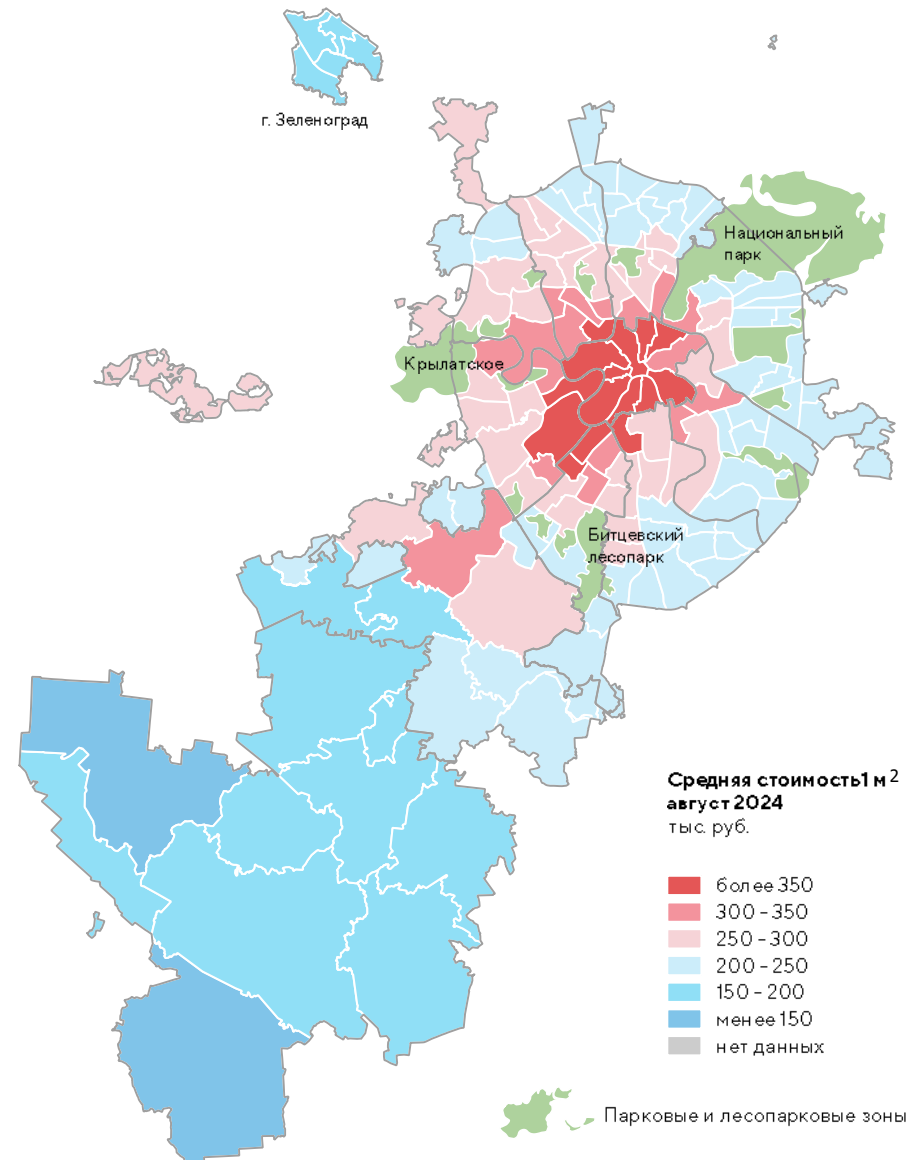 г. Зеленоград
Национальный
парк
Крылатское
Битцевский
лесопарк
Средняя стоимость1 м²
август 2024
тыс. руб.
более 350
300 – 350
250 – 300
200 – 250
150 – 200
менее 150
нет данных
Парковые и лесопарковые зоны